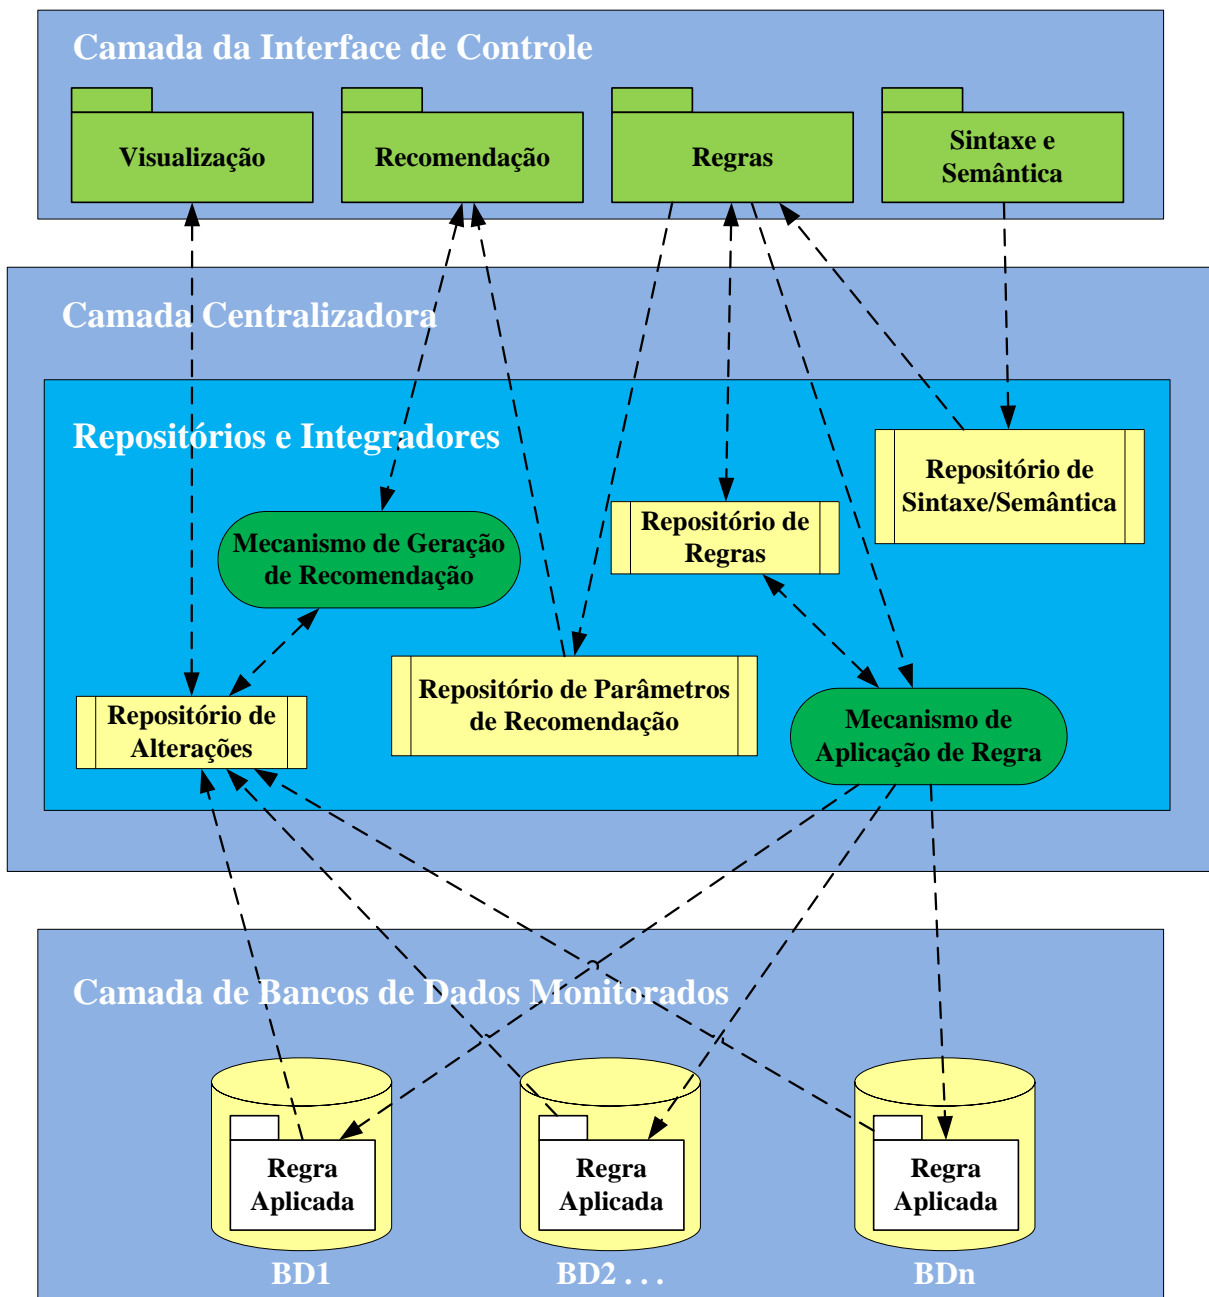 Camada da Interface de Controle
Visualização
Recomendação
Regras
Sintaxe e
Semântica
Camada Centralizadora
Repositórios e Integradores
Repositório de
Sintaxe/Semântica
Repositório de
Regras
Mecanismo de Geração
de Recomendação
Repositório de Parâmetros
de Recomendação
Repositório de
Alterações
Mecanismo de
Aplicação de Regra
Camada de Bancos de Dados Monitorados
Regra
Aplicada
Regra
Aplicada
Regra
Aplicada
BD1
BD2 . . .
BDn